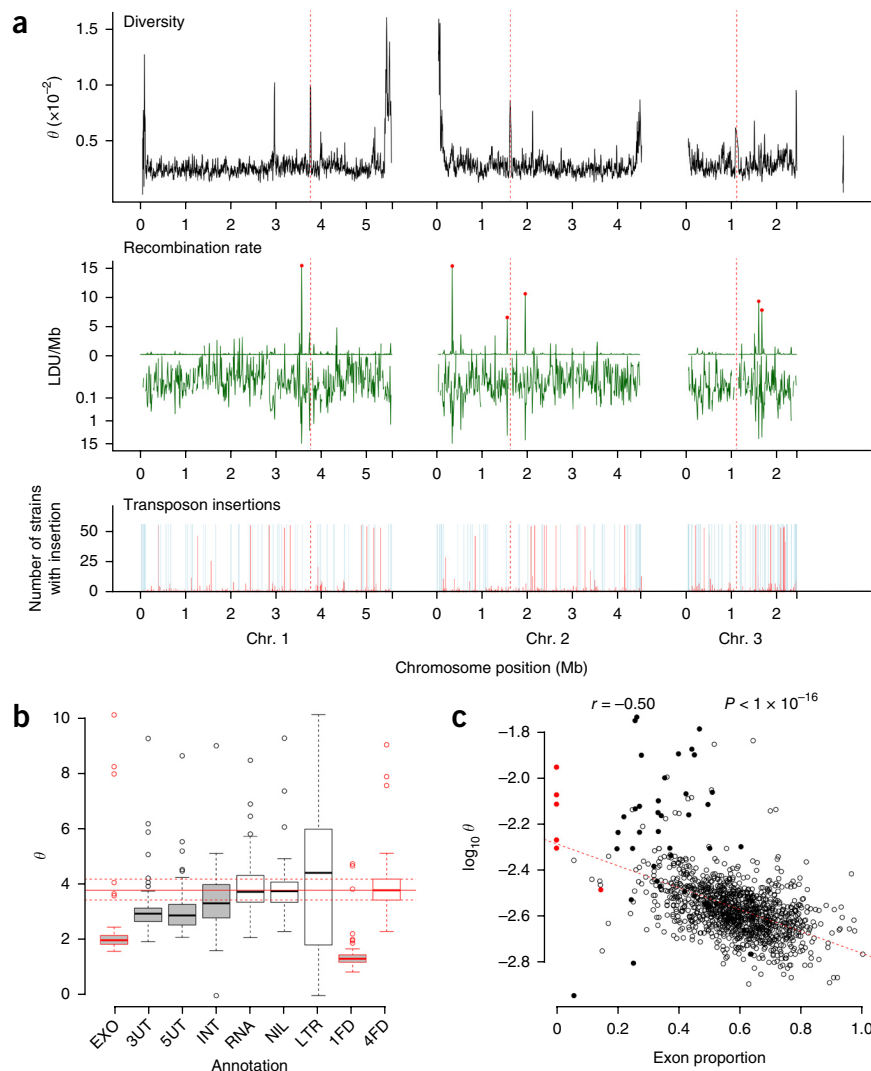 a
Diversity
θ (×10⁻²)
1.5
1.0
0.5
0 1 2 3 4 5 0 1 2 3 4 0 1 2
Recombination rate
LDU/Mb
15
10
5
0
0.1
1
15
0 1 2 3 4 5 0 1 2 3 4 0 1 2
Transposon insertions
Number of strains
with insertion
50
25
0
0 1 2 3 4 5 0 1 2 3 4 0 1 2
Chr. 1 Chr. 2 Chr. 3
Chromosome position (Mb)
b
θ
10
8
6
4
2
0
EXO 3UT 5UT INT RNA NIL LTR 1FD 4FD
Annotation
c
r = −0.50 P < 1 × 10⁻¹⁶
log₁₀ θ
−1.8
−2.0
−2.2
−2.4
−2.6
−2.8
0 0.2 0.4 0.6 0.8 1.0
Exon proportion